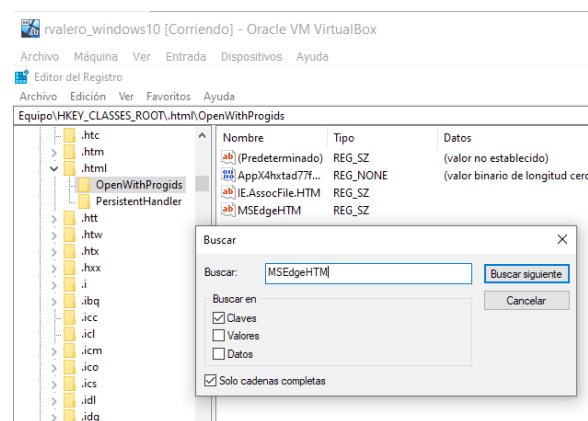 rvalero_windows10 [Corriendo] - Oracle VM VirtualBox
Archivo Máquina Ver Entrada Dispositivos Ayuda
Editor del Registro
Archivo Edición Ver Favoritos Ayuda
Equipo\HKEY_CLASSES_ROOT\.html\OpenWithProgids
.htc
.htm
.html
OpenWithProgids
PersistentHandler
.htt
.htw
.htx
.hxx
.i
.ibq
.icc
.icl
.icm
.ico
.ics
.idl
.idq
Nombre Tipo Datos
(Predeterminado) REG_SZ (valor no establecido)
AppX4hxtad77f... REG_NONE (valor binario de longitud cero
IE.AssocFile.HTM REG_SZ
MSEdgeHTM REG_SZ
Buscar
Buscar: MSEdgeHTM Buscar siguiente
Buscar en Cancelar
Claves
Valores
Datos
Solo cadenas completas